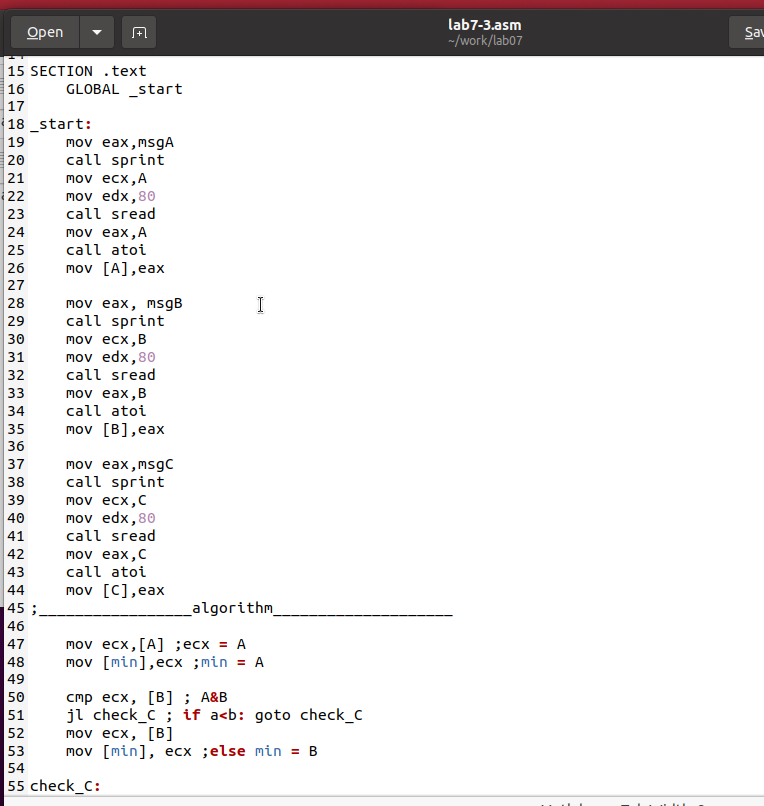 Open
lab7-3.asm
~/work/lab07
15 SECTION .text
16     GLOBAL _start
17
18 _start:
19     mov eax,msgA
20     call sprint
21     mov ecx,A
22     mov edx,80
23     call sread
24     mov eax,A
25     call atoi
26     mov [A],eax
27
28     mov eax, msgB
29     call sprint
30     mov ecx,B
31     mov edx,80
32     call sread
33     mov eax,B
34     call atoi
35     mov [B],eax
36
37     mov eax,msgC
38     call sprint
39     mov ecx,C
40     mov edx,80
41     call sread
42     mov eax,C
43     call atoi
44     mov [C],eax
45 ;_________________algorithm____________________
46
47     mov ecx,[A] ;ecx = A
48     mov [min],ecx ;min = A
49
50     cmp ecx, [B] ; A&B
51     jl check_C ; if a<b: goto check_C
52     mov ecx, [B]
53     mov [min], ecx ;else min = B
54
55 check_C: